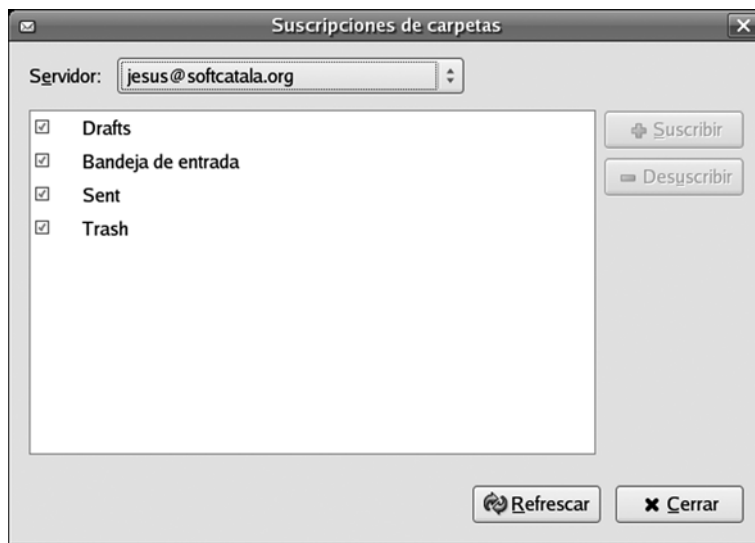 Suscripciones de carpetas
Servidor: jesus@softcatala.org
Drafts
Bandeja de entrada
Sent
Trash
Suscribir
Desuscribir
Refrescar
Cerrar